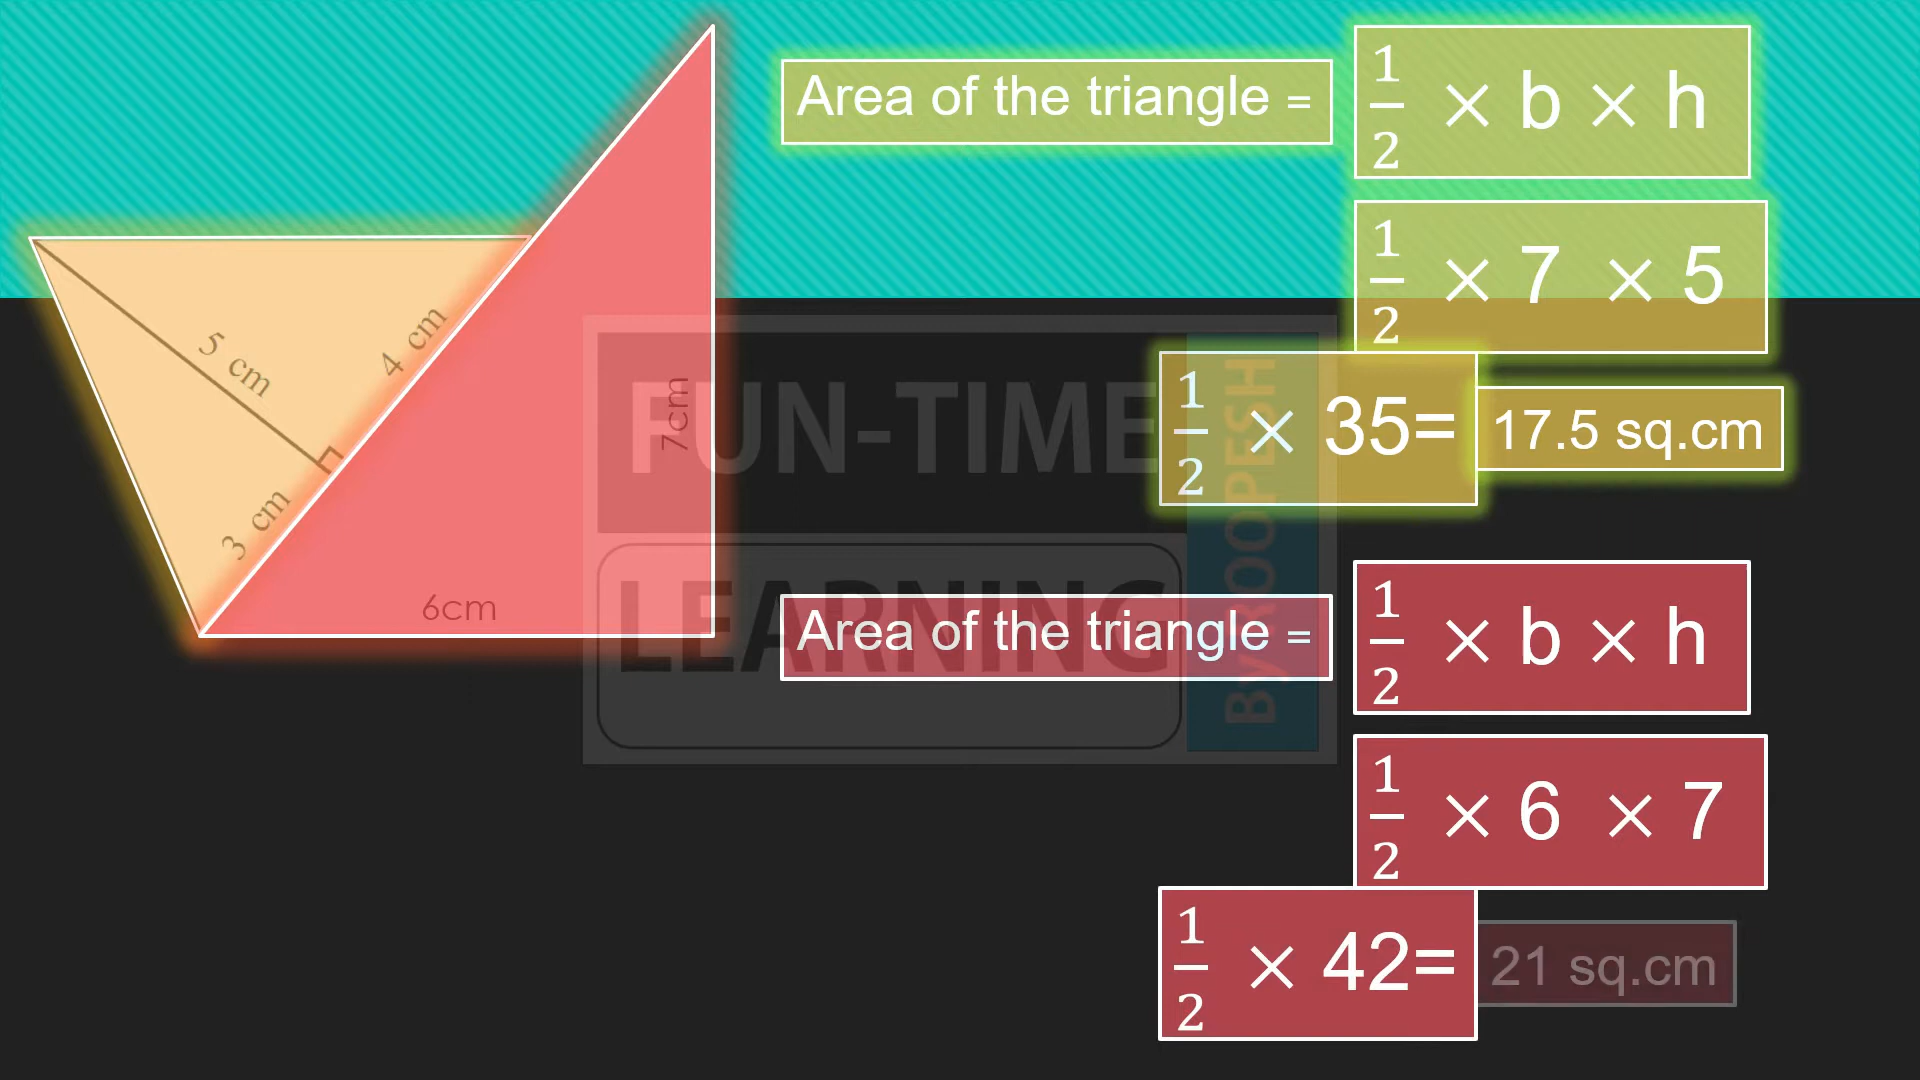 Area of the triangle =
1/2 × b × h
1/2 × 7 × 5
1/2 × 35=
17.5 sq.cm
5 cm
4 cm
3 cm
7cm
6cm
FUN-TIME
LEARNING
By ROOPESH
Area of the triangle =
1/2 × b × h
1/2 × 6 × 7
1/2 × 42=
21 sq.cm